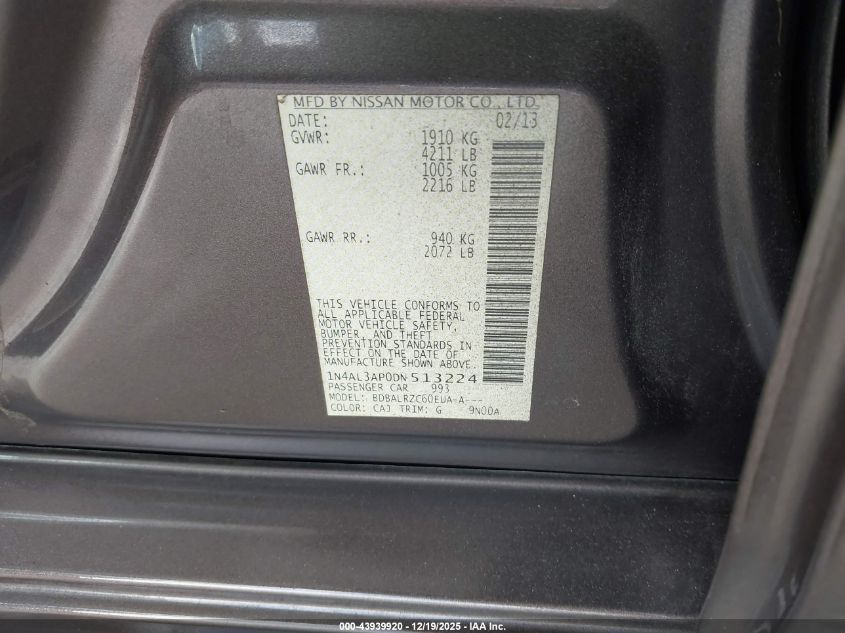 MFD BY NISSAN MOTOR CO., LTD.
DATE: 02/13
GVWR: 1910 KG
4211 LB
GAWR FR.: 1005 KG
2216 LB
GAWR RR.: 940 KG
2072 LB
THIS VEHICLE CONFORMS TO
ALL APPLICABLE FEDERAL
MOTOR VEHICLE SAFETY,
BUMPER, AND THEFT
PREVENTION STANDARDS IN
EFFECT ON THE DATE OF
MANUFACTURE SHOWN ABOVE.
1N4AL3AP0DN513224
PASSENGER CAR 993
MODEL: BDBALRZC60EUA-A---
COLOR: CAJ TRIM: G 9N00A
000-43939920 - 12/19/2025 - IAA Inc.